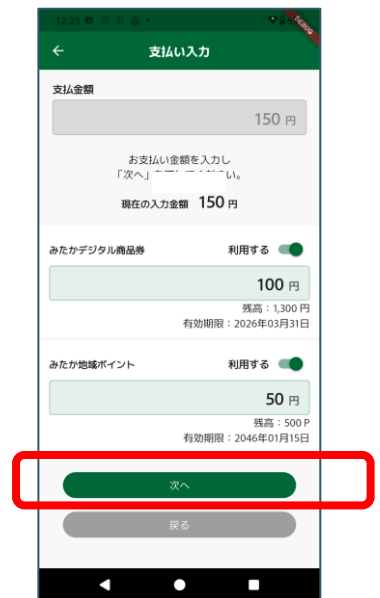 12:35
Debug
支払い入力
支払金額
150 円
お支払い金額を入力し
「次へ」
い。
現在の入力金額 150 円
みたかデジタル商品券 利用する
100 円
残高：1,300 円
有効期限：2026年03月31日
みたか地域ポイント 利用する
50 円
残高：500 P
有効期限：2046年01月15日
次へ
戻る